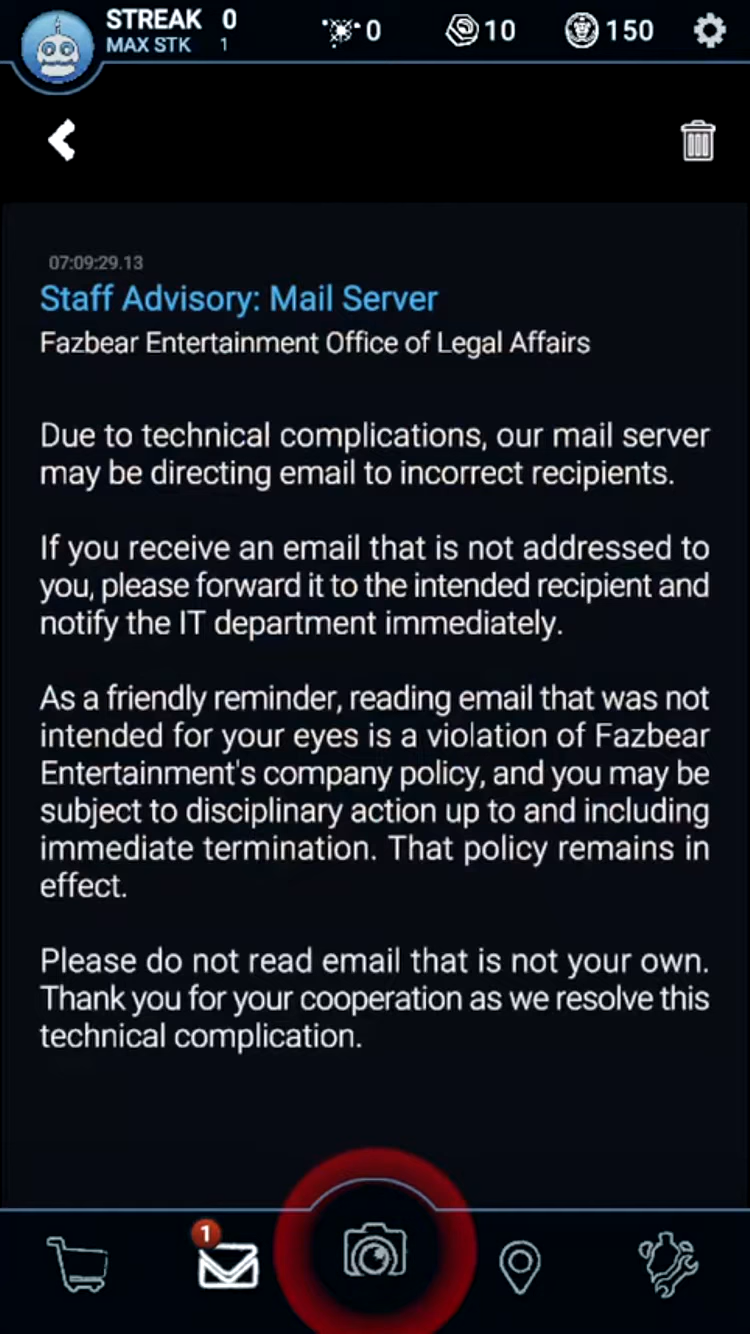 STREAK 0
MAX STK 1
0
10
150
07:09:29.13
Staff Advisory: Mail Server
Fazbear Entertainment Office of Legal Affairs
Due to technical complications, our mail server
may be directing email to incorrect recipients.
If you receive an email that is not addressed to
you, please forward it to the intended recipient and
notify the IT department immediately.
As a friendly reminder, reading email that was not
intended for your eyes is a violation of Fazbear
Entertainment's company policy, and you may be
subject to disciplinary action up to and including
immediate termination. That policy remains in
effect.
Please do not read email that is not your own.
Thank you for your cooperation as we resolve this
technical complication.
1